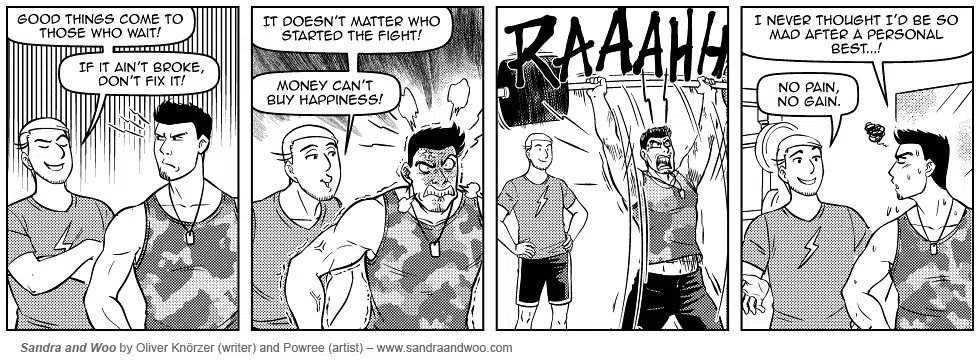 GOOD THINGS COME TO
THOSE WHO WAIT!
IF IT AIN'T BROKE,
DON'T FIX IT!
IT DOESN'T MATTER WHO
STARTED THE FIGHT!
MONEY CAN'T
BUY HAPPINESS!
RAAAHH
I NEVER THOUGHT I'D BE SO
MAD AFTER A PERSONAL
BEST...!
NO PAIN,
NO GAIN.
Sandra and Woo by Oliver Knörzer (writer) and Powree (artist) – www.sandraandwoo.com